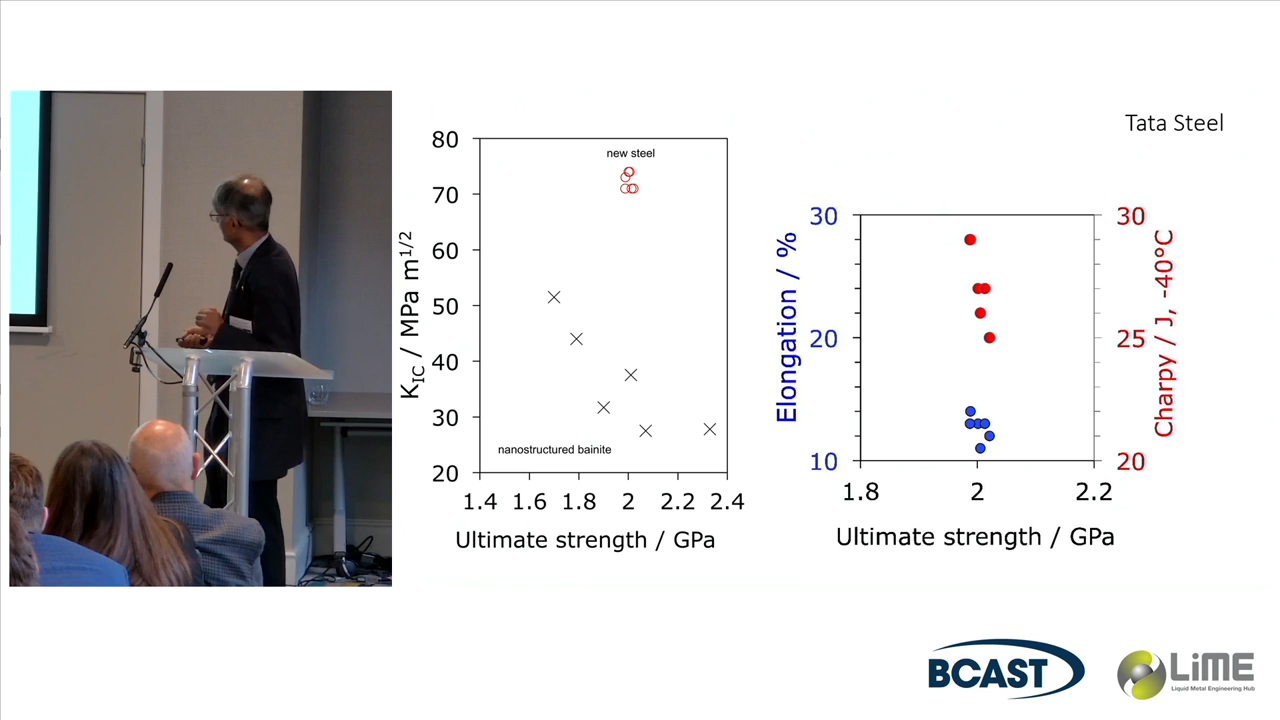 Tata Steel
80
70
60
50
40
30
20
K_IC / MPa m^1/2
new steel
nanostructured bainite
1.4 1.6 1.8 2 2.2 2.4
Ultimate strength / GPa
30
20
10
Elongation / %
30
25
20
Charpy / J, -40°C
1.8 2 2.2
Ultimate strength / GPa
BCAST
LiME
Liquid Metal Engineering Hub